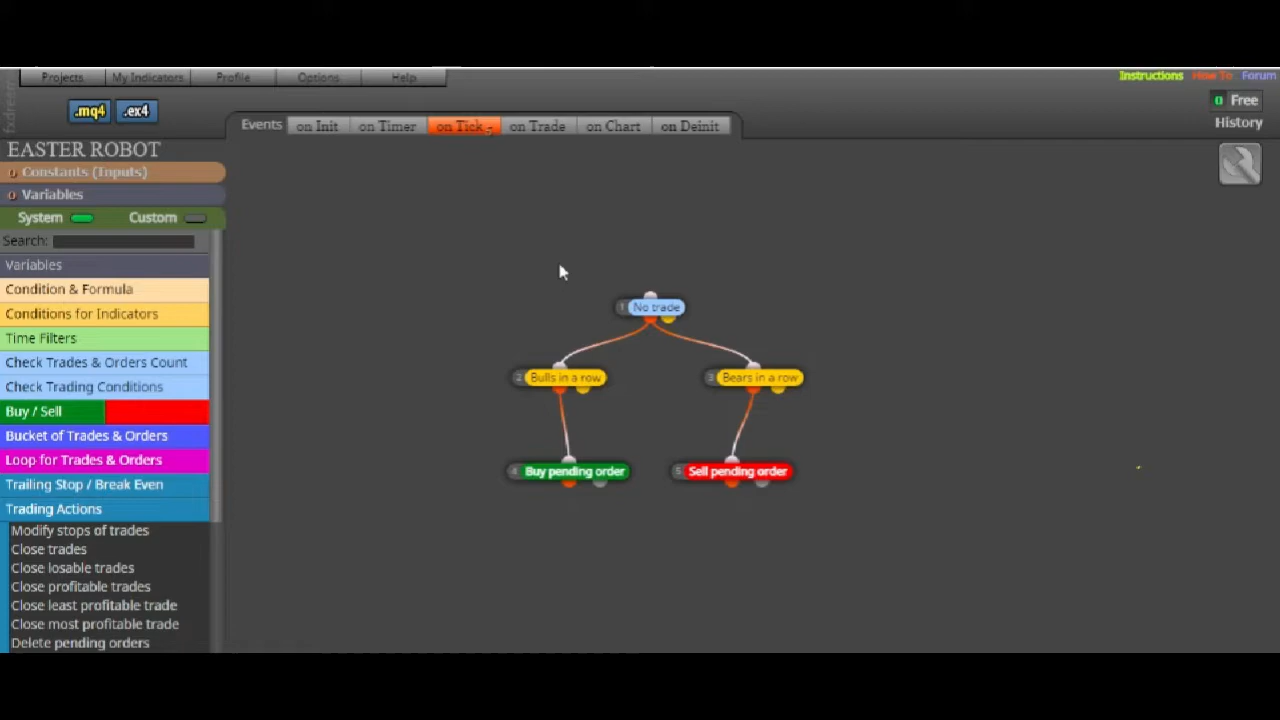 Projects My Indicators Profile Options Help
Instructions How To Forum
fxdreem
.mq4 .ex4
0 Free
History
Events on Init on Timer on Tick 5 on Trade on Chart on Deinit
EASTER ROBOT
0 Constants (Inputs)
0 Variables
System Custom
Search:
Variables
Condition & Formula
Conditions for Indicators
Time Filters
Check Trades & Orders Count
Check Trading Conditions
Buy / Sell
Bucket of Trades & Orders
Loop for Trades & Orders
Trailing Stop / Break Even
Trading Actions
Modify stops of trades
Close trades
Close losable trades
Close profitable trades
Close least profitable trade
Close most profitable trade
Delete pending orders
1 No trade
2 Bulls in a row
3 Bears in a row
4 Buy pending order
5 Sell pending order